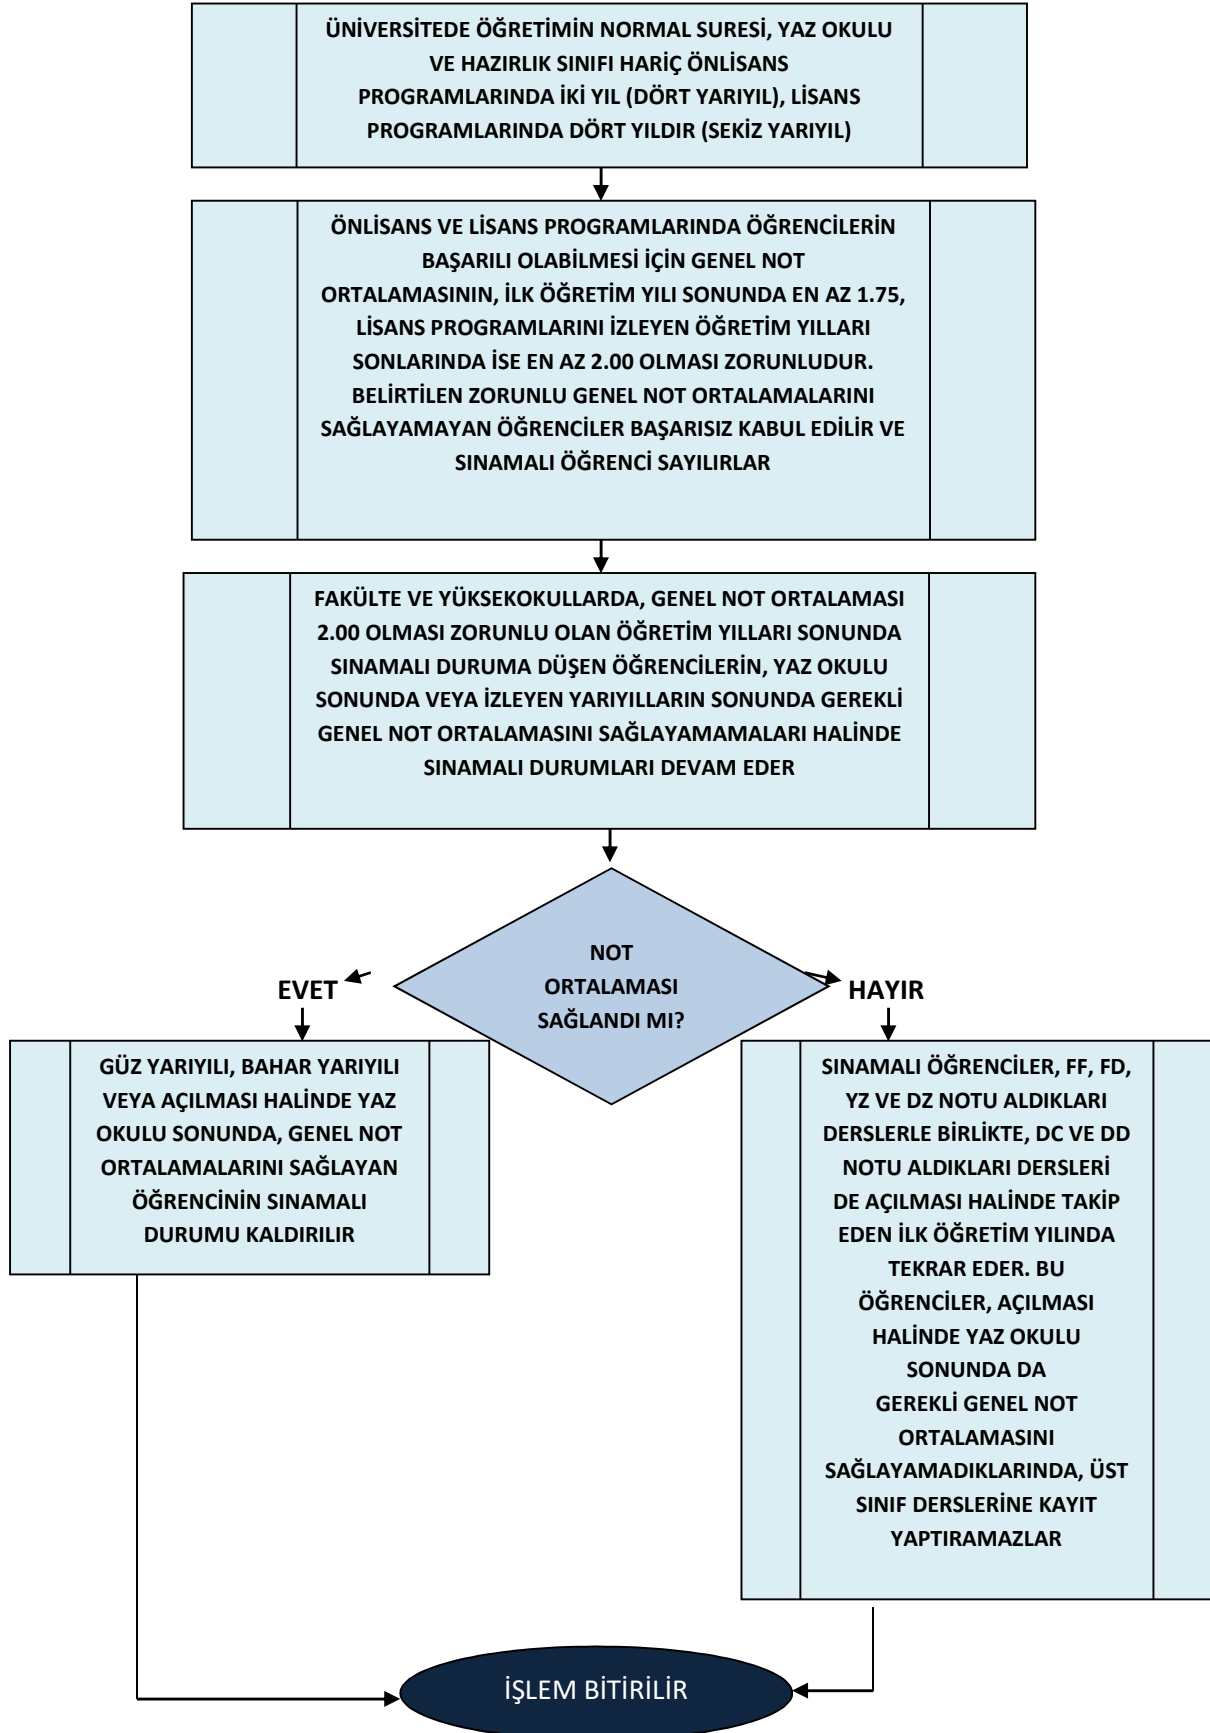 ÜNİVERSİTEDE ÖĞRETİMİN NORMAL SURESİ, YAZ OKULU
VE HAZIRLIK SINIFI HARİÇ ÖNLİSANS
PROGRAMLARINDA İKİ YIL (DÖRT YARIYIL), LİSANS
PROGRAMLARINDA DÖRT YILDIR (SEKİZ YARIYIL)
ÖNLİSANS VE LİSANS PROGRAMLARINDA ÖĞRENCİLERİN
BAŞARILI OLABİLMESİ İÇİN GENEL NOT
ORTALAMASININ, İLK ÖĞRETİM YILI SONUNDA EN AZ 1.75,
LİSANS PROGRAMLARINI İZLEYEN ÖĞRETİM YILLARI
SONLARINDA İSE EN AZ 2.00 OLMASI ZORUNLUDUR.
BELİRTİLEN ZORUNLU GENEL NOT ORTALAMALARINI
SAĞLAYAMAYAN ÖĞRENCİLER BAŞARISIZ KABUL EDİLİR VE
SINAMALI ÖĞRENCİ SAYILIRLAR
FAKÜLTE VE YÜKSEKOKULLARDA, GENEL NOT ORTALAMASI
2.00 OLMASI ZORUNLU OLAN ÖĞRETİM YILLARI SONUNDA
SINAMALI DURUMA DÜŞEN ÖĞRENCİLERİN, YAZ OKULU
SONUNDA VEYA İZLEYEN YARIYILLARIN SONUNDA GEREKLİ
GENEL NOT ORTALAMASINI SAĞLAYAMAMALARI HALİNDE
SINAMALI DURUMLARI DEVAM EDER
NOT
ORTALAMASI
SAĞLANDI MI?
EVET
HAYIR
GÜZ YARIYILI, BAHAR YARIYILI
VEYA AÇILMASI HALİNDE YAZ
OKULU SONUNDA, GENEL NOT
ORTALAMALARINI SAĞLAYAN
ÖĞRENCİNİN SINAMALI
DURUMU KALDIRILIR
SINAMALI ÖĞRENCİLER, FF, FD,
YZ VE DZ NOTU ALDIKLARI
DERSLERLE BİRLİKTE, DC VE DD
NOTU ALDIKLARI DERSLERİ
DE AÇILMASI HALİNDE TAKİP
EDEN İLK ÖĞRETİM YILINDA
TEKRAR EDER. BU
ÖĞRENCİLER, AÇILMASI
HALİNDE YAZ OKULU
SONUNDA DA
GEREKLİ GENEL NOT
ORTALAMASINI
SAĞLAYAMADIKLARINDA, ÜST
SINIF DERSLERİNE KAYIT
YAPTIRAMAZLAR
İŞLEM BİTİRİLİR